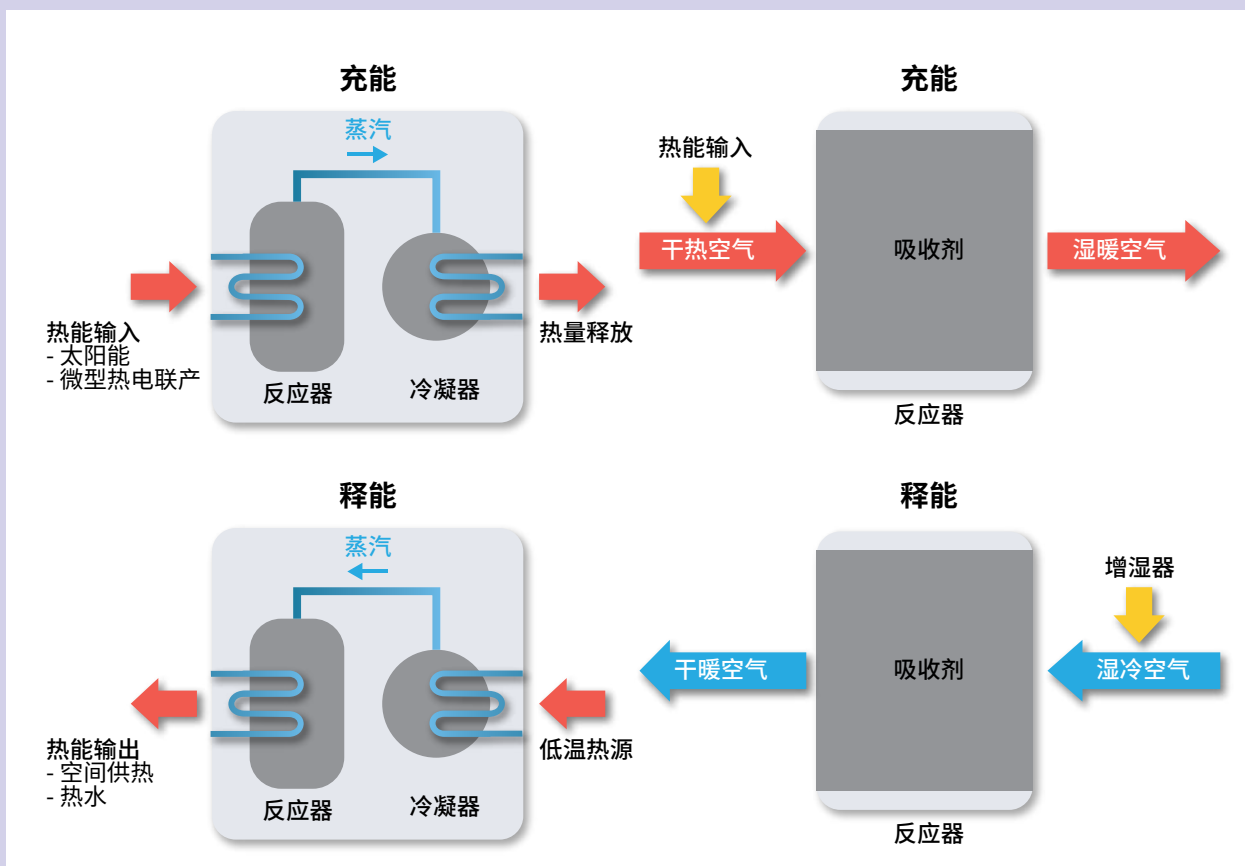 充能
蒸汽
热能输入
- 太阳能
- 微型热电联产
反应器
冷凝器
热量释放
充能
热能输入
干热空气
吸收剂
湿暖空气
反应器
释能
蒸汽
热能输出
- 空间供热
- 热水
反应器
冷凝器
低温热源
释能
增湿器
干暖空气
吸收剂
湿冷空气
反应器